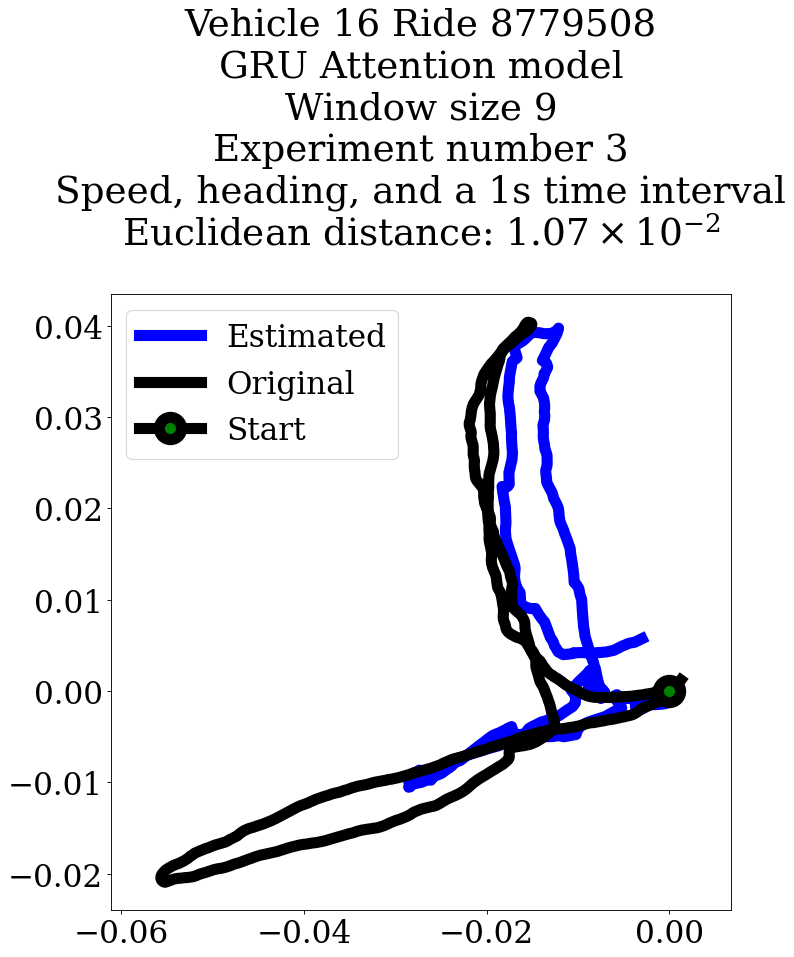 Vehicle 16 Ride 8779508
GRU Attention model
Window size 9
Experiment number 3
Speed, heading, and a 1s time interval
Euclidean distance: 1.07 × 10⁻²
Estimated
Original
Start
0.04
0.03
0.02
0.01
0.00
−0.01
−0.02
−0.06 −0.04 −0.02 0.00